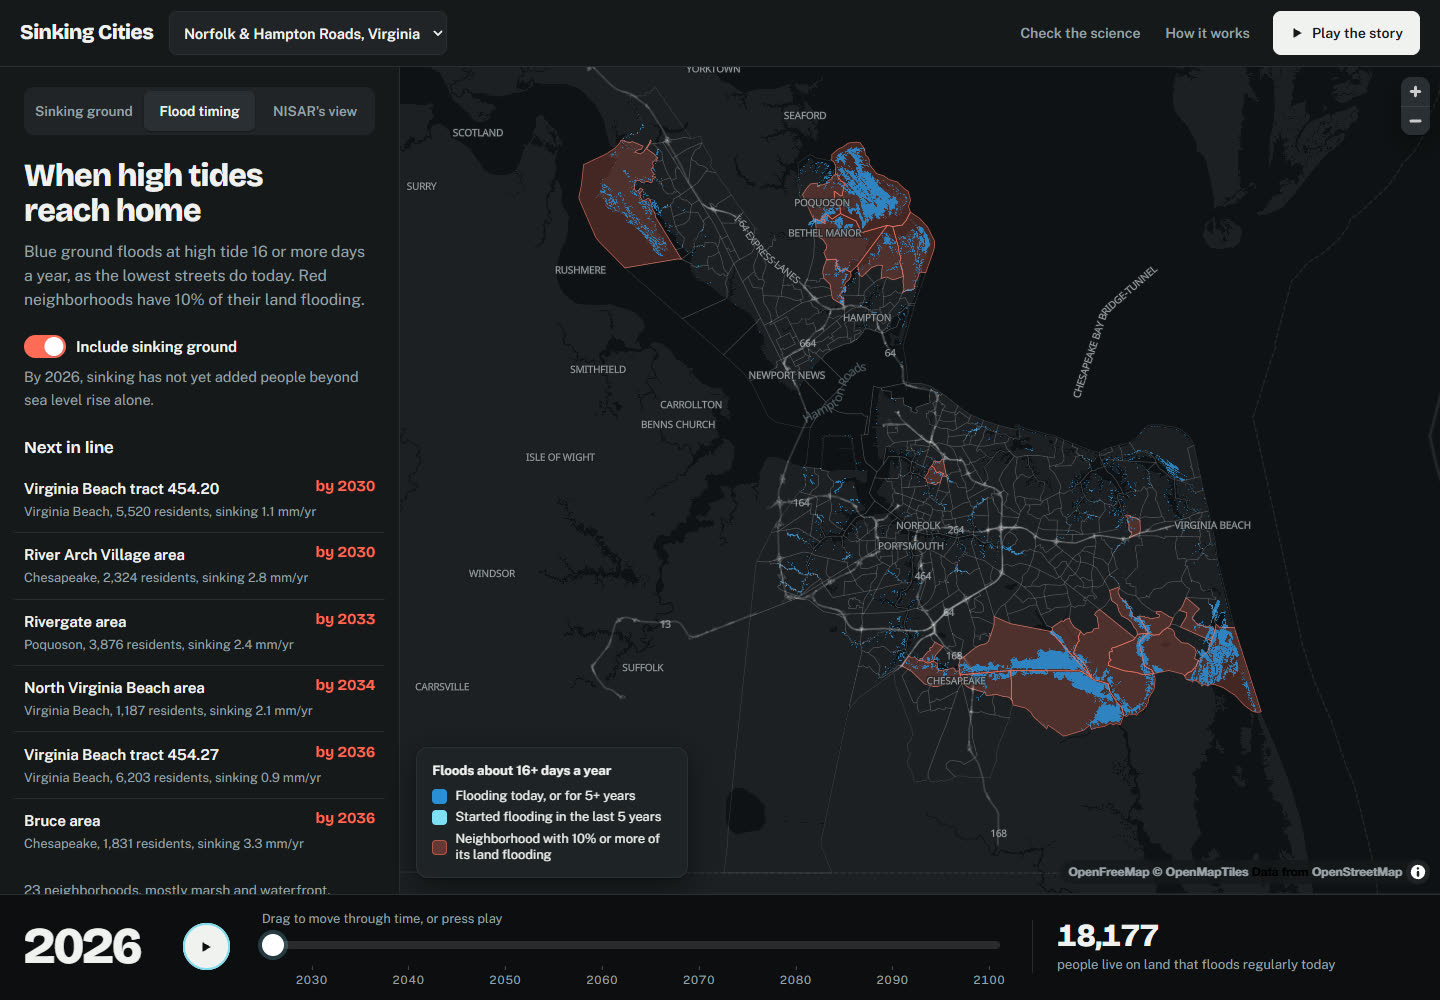 Sinking Cities
Norfolk & Hampton Roads, Virginia
Check the science
How it works
Play the story
Sinking ground
Flood timing
NISAR's view
When high tides
reach home
Blue ground floods at high tide 16 or more days
a year, as the lowest streets do today. Red
neighborhoods have 10% of their land flooding.
Include sinking ground
By 2026, sinking has not yet added people beyond
sea level rise alone.
Next in line
Virginia Beach tract 454.20
by 2030
Virginia Beach, 5,520 residents, sinking 1.1 mm/yr
River Arch Village area
by 2030
Chesapeake, 2,324 residents, sinking 2.8 mm/yr
Rivergate area
by 2033
Poquoson, 3,876 residents, sinking 2.4 mm/yr
North Virginia Beach area
by 2034
Virginia Beach, 1,187 residents, sinking 2.1 mm/yr
Virginia Beach tract 454.27
by 2036
Virginia Beach, 6,203 residents, sinking 0.9 mm/yr
Bruce area
by 2036
Chesapeake, 1,831 residents, sinking 3.3 mm/yr
23 neighborhoods, mostly marsh and waterfront,
YORKTOWN
SEAFORD
SCOTLAND
SURRY
POQUOSON
BETHEL MANOR
I-64 EXPRESS LANES
RUSHMERE
CHESAPEAKE BAY BRIDGE-TUNNEL
HAMPTON
664
64
SMITHFIELD
NEWPORT NEWS
Hampton Roads
CARROLLTON
BENNS CHURCH
ISLE OF WIGHT
164
NORFOLK
264
VIRGINIA BEACH
PORTSMOUTH
WINDSOR
464
64
13
168
SUFFOLK
CHESAPEAKE
CARRSVILLE
168
+
−
Floods about 16+ days a year
Flooding today, or for 5+ years
Started flooding in the last 5 years
Neighborhood with 10% or more of
its land flooding
OpenFreeMap © OpenMapTiles Data from OpenStreetMap
2026
Drag to move through time, or press play
2030
2040
2050
2060
2070
2080
2090
2100
18,177
people live on land that floods regularly today